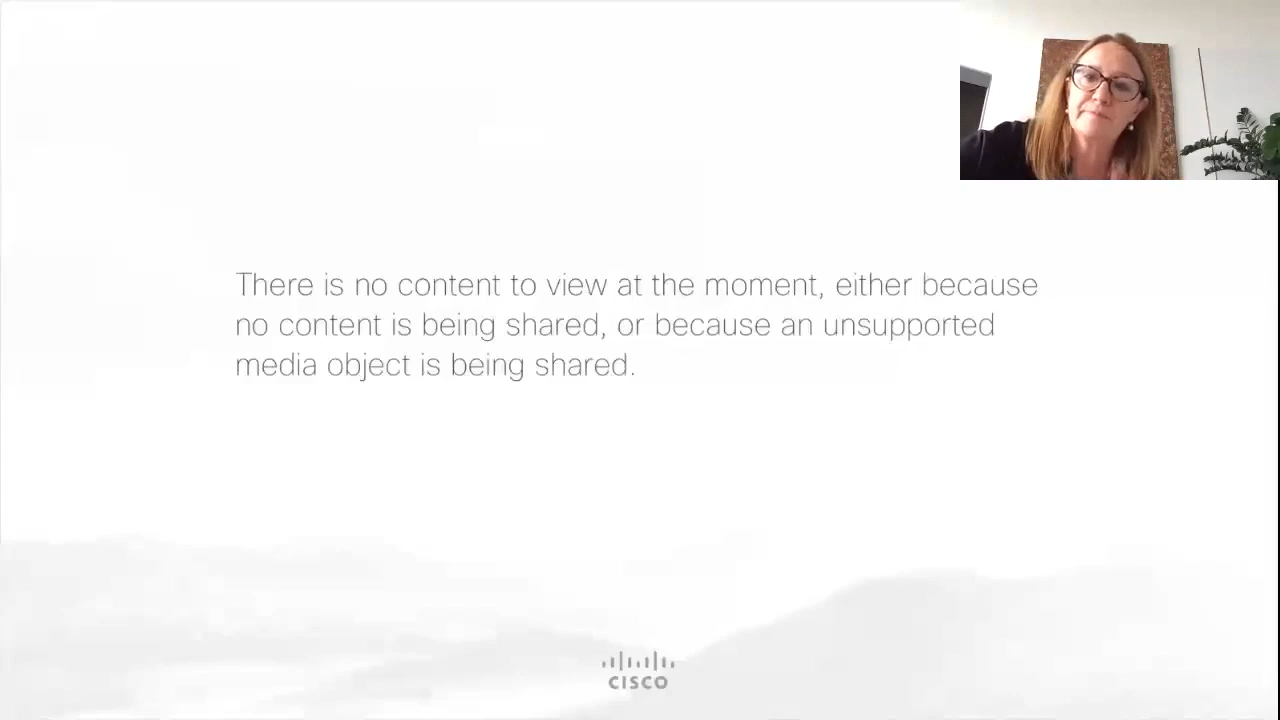 There is no content to view at the moment, either because
no content is being shared, or because an unsupported
media object is being shared.
CISCO